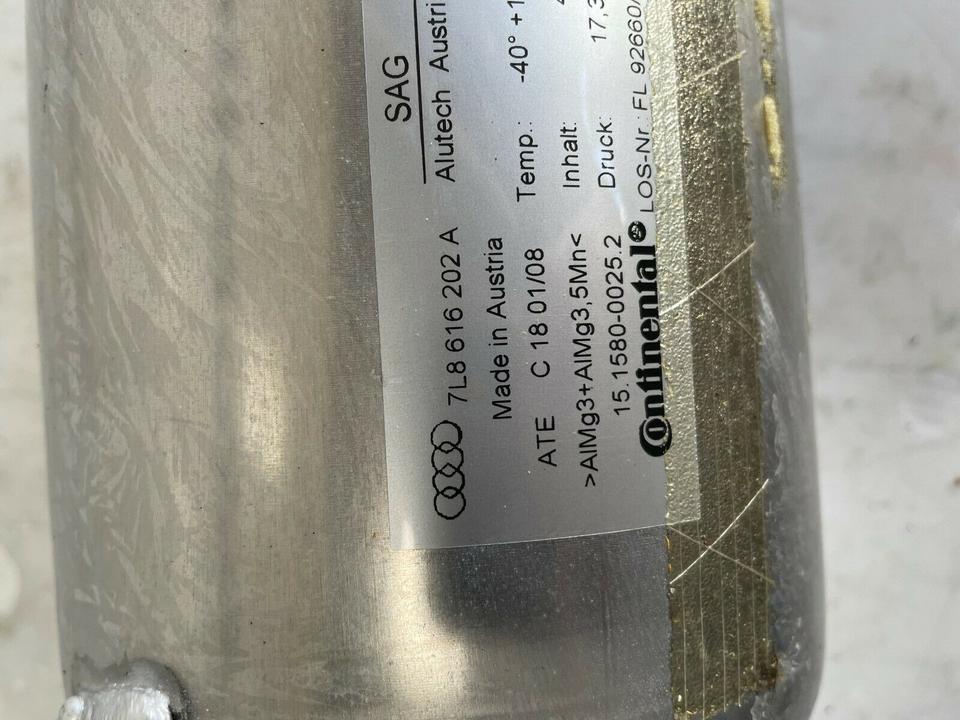 SAG
Alutech Austri
7L8 616 202 A
Made in Austria
Temp.: -40° +1
ATE C 18 01/08
Inhalt:
>AlMg3+AlMg3,5Mn<
Druck: 17,3
15.1580-0025.2
Continental LOS-Nr.: FL 92660/